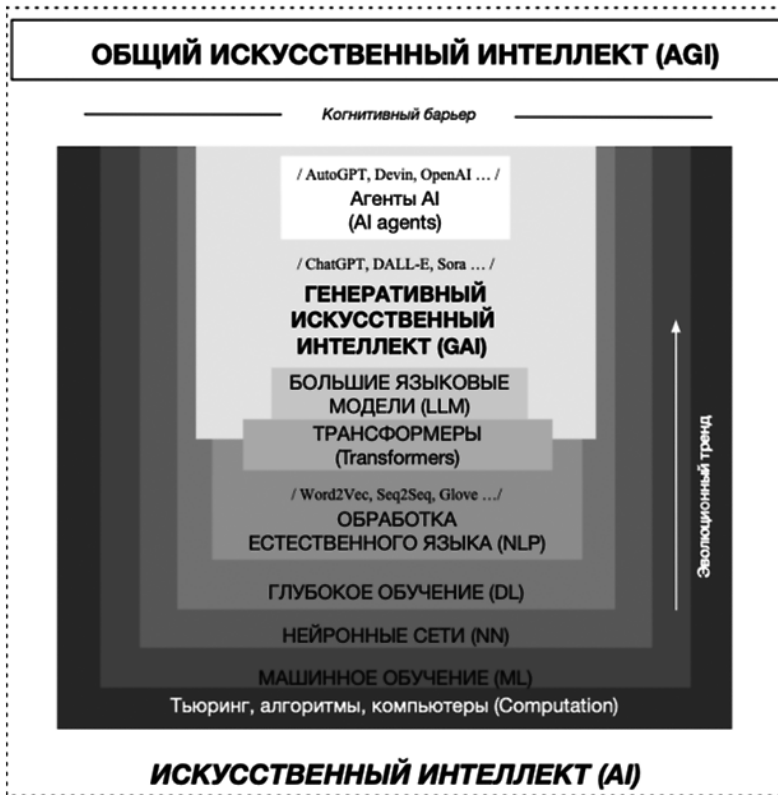 ОБЩИЙ ИСКУССТВЕННЫЙ ИНТЕЛЛЕКТ (AGI)
Когнитивный барьер
/ AutoGPT, Devin, OpenAI ... /
Агенты AI
(AI agents)
/ ChatGPT, DALL-E, Sora ... /
ГЕНЕРАТИВНЫЙ
ИСКУССТВЕННЫЙ
ИНТЕЛЛЕКТ (GAI)
БОЛЬШИЕ ЯЗЫКОВЫЕ
МОДЕЛИ (LLM)
ТРАНСФОРМЕРЫ
(Transformers)
/ Word2Vec, Seq2Seq, Glove .../
ОБРАБОТКА
ЕСТЕСТВЕННОГО ЯЗЫКА (NLP)
ГЛУБОКОЕ ОБУЧЕНИЕ (DL)
НЕЙРОННЫЕ СЕТИ (NN)
МАШИННОЕ ОБУЧЕНИЕ (ML)
Тьюринг, алгоритмы, компьютеры (Computation)
Эволюционный тренд
ИСКУССТВЕННЫЙ ИНТЕЛЛЕКТ (AI)